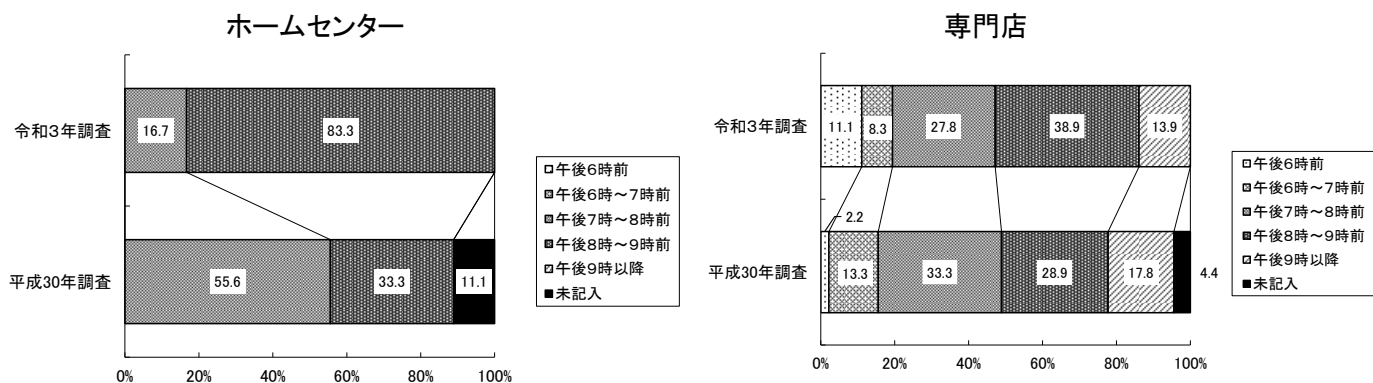 ホームセンター
令和3年調査
16.7
83.3
平成30年調査
55.6
33.3
11.1
0%
20%
40%
60%
80%
100%
午後6時前
午後6時～7時前
午後7時～8時前
午後8時～9時前
午後9時以降
未記入
専門店
令和3年調査
11.1
8.3
27.8
38.9
13.9
2.2
平成30年調査
13.3
33.3
28.9
17.8
4.4
0%
20%
40%
60%
80%
100%
午後6時前
午後6時～7時前
午後7時～8時前
午後8時～9時前
午後9時以降
未記入